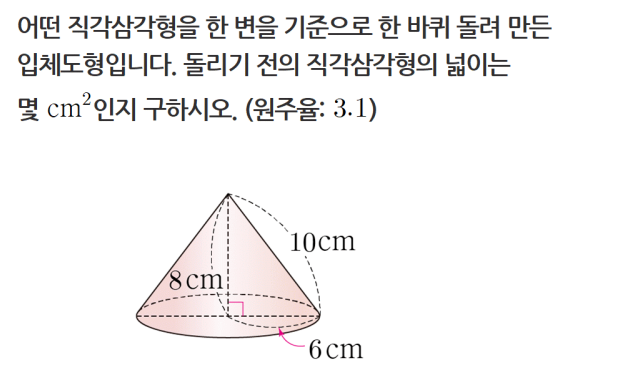 어떤 직각삼각형을 한 변을 기준으로 한 바퀴 돌려 만든
입체도형입니다. 돌리기 전의 직각삼각형의 넓이는
몇 cm²인지 구하시오. (원주율: 3.1)
10cm
8cm
6cm